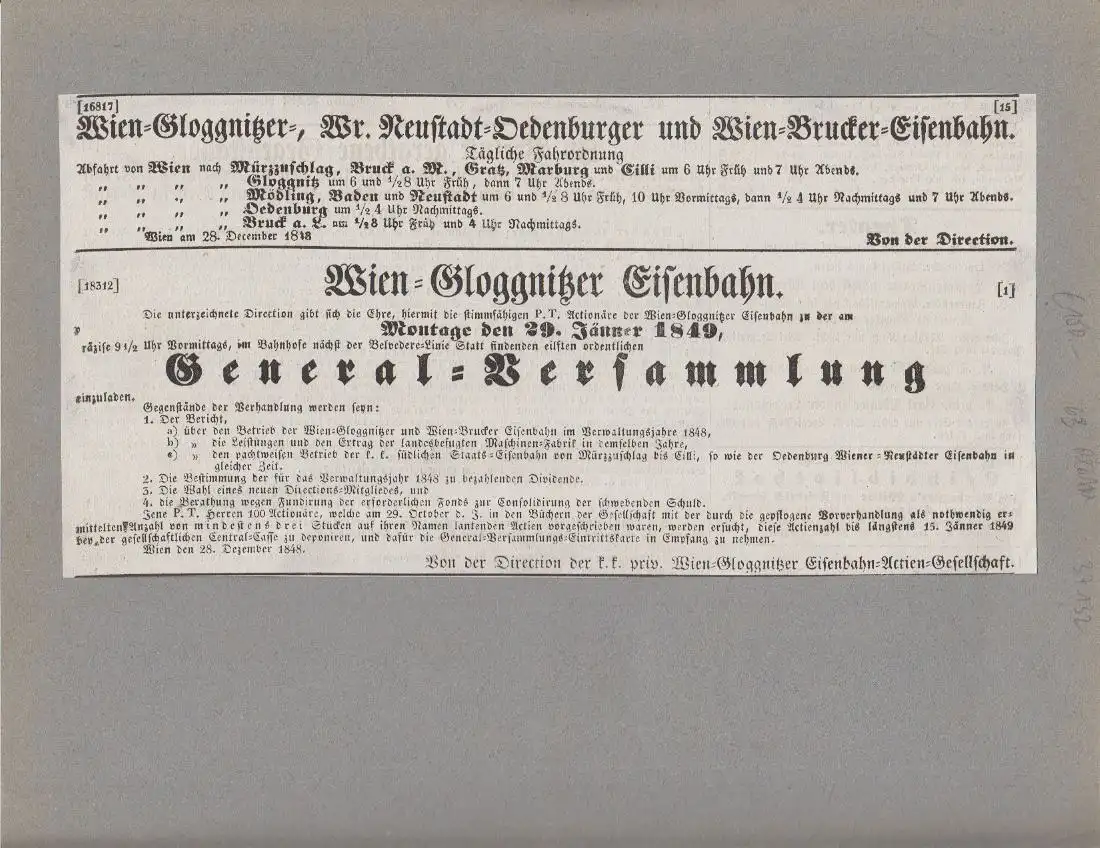 [16817] [15]
Wien-Gloggnitzer-, Wr. Neustadt-Oedenburger und Wien-Brucker-Eisenbahn.
Tägliche Fahrordnung
Abfahrt von Wien nach Mürzzuschlag, Bruck a. M., Gratz, Marburg und Cilli um 6 Uhr Früh und 7 Uhr Abends.
„ „ „ „ Gloggnitz um 6 und 1/2 8 Uhr Früh, dann 7 Uhr Abends.
„ „ „ „ Mödling, Baden und Neustadt um 6 und 1/2 8 Uhr Früh, 10 Uhr Vormittags, dann 1/2 4 Uhr Nachmittags und 7 Uhr Abends.
„ „ „ „ Oedenburg um 1/2 4 Uhr Nachmittags.
„ „ „ „ Bruck a. L. um 1/2 8 Uhr Früh und 4 Uhr Nachmittags.
Wien am 28. December 1848 Von der Direction.
[18312] Wien-Gloggnitzer Eisenbahn. [1]
Die unterzeichnete Direction gibt sich die Ehre, hiermit die stimmfähigen P. T. Actionäre der Wien-Gloggnitzer Eisenbahn zu der am
Montage den 29. Jänner 1849,
präzise 9 1/2 Uhr Vormittags, im Bahnhofe nächst der Belvedere-Linie Statt findenden eilften ordentlichen
General-Versammlung
einzuladen.
Gegenstände der Verhandlung werden seyn:
1. Der Bericht,
a) über den Betrieb der Wien-Gloggnitzer und Wien-Brucker Eisenbahn im Verwaltungsjahre 1848,
b) „ die Leistungen und den Ertrag der landesbefugten Maschinen-Fabrik in demselben Jahre,
c) „ den pachtweisen Betrieb der k. k. südlichen Staats-Eisenbahn von Mürzzuschlag bis Cilli, so wie der Oedenburg Wiener-Neustädter Eisenbahn in
gleicher Zeit.
2. Die Bestimmung der für das Verwaltungsjahr 1848 zu bezahlenden Dividende.
3. Die Wahl eines neuen Directions-Mitgliedes, und
4. die Berathung wegen Fundirung der erforderlichen Fonds zur Consolidirung der schwebenden Schuld.
Jene P. T. Herren 100 Actionäre, welche am 29. October d. J. in den Büchern der Gesellschaft mit der durch die gepflogene Vorverhandlung als nothwendig er-
mittelten Anzahl von mindestens drei Stücken auf ihren Namen lautenden Actien vorgeschrieben waren, werden ersucht, diese Actienzahl bis längstens 15. Jänner 1849
bey der gesellschaftlichen Central-Casse zu deponiren, und dafür die General-Versammlungs-Eintrittskarte in Empfang zu nehmen.
Wien den 28. Dezember 1848.
Von der Direction der k. k. priv. Wien-Gloggnitzer Eisenbahn-Actien-Gesellschaft.